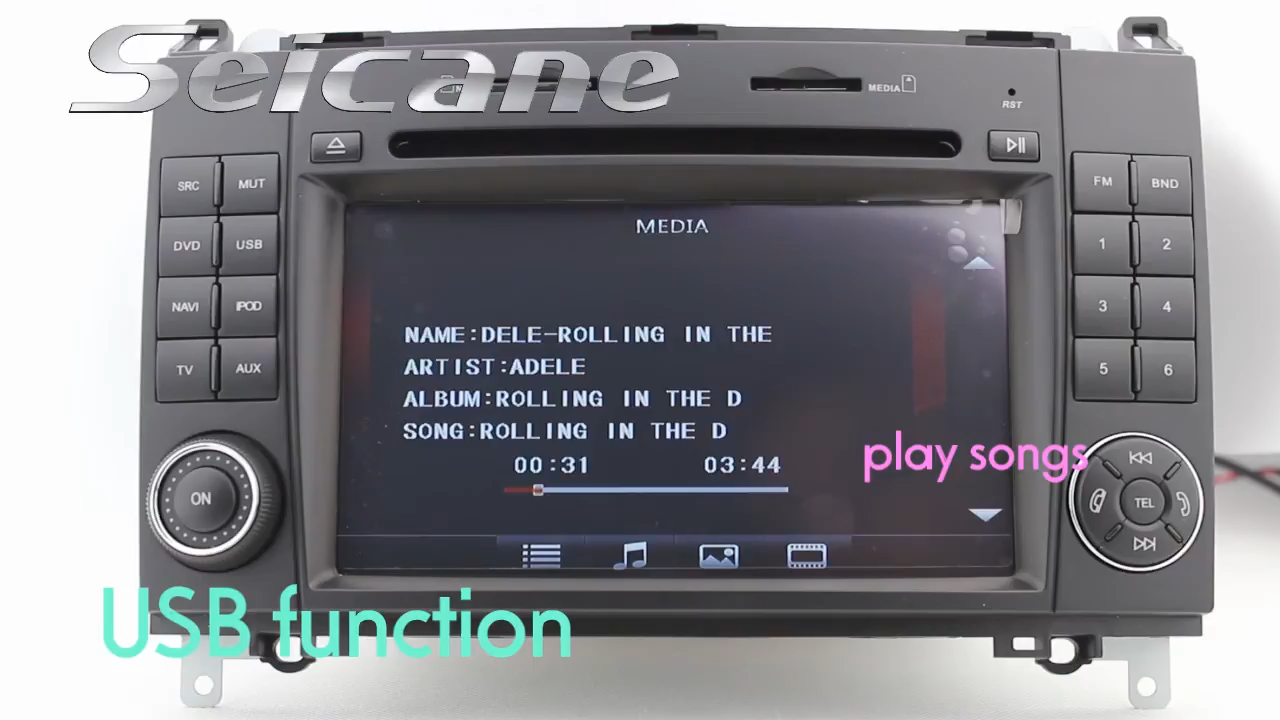 Seicane
MEDIA
RST
SRC
MUT
FM
BND
DVD
USB
1
2
NAVI
IPOD
3
4
TV
AUX
5
6
MEDIA
NAME:DELE-ROLLING IN THE
ARTIST:ADELE
ALBUM:ROLLING IN THE D
SONG:ROLLING IN THE D
00:31 03:44
play songs
ON
TEL
USB function